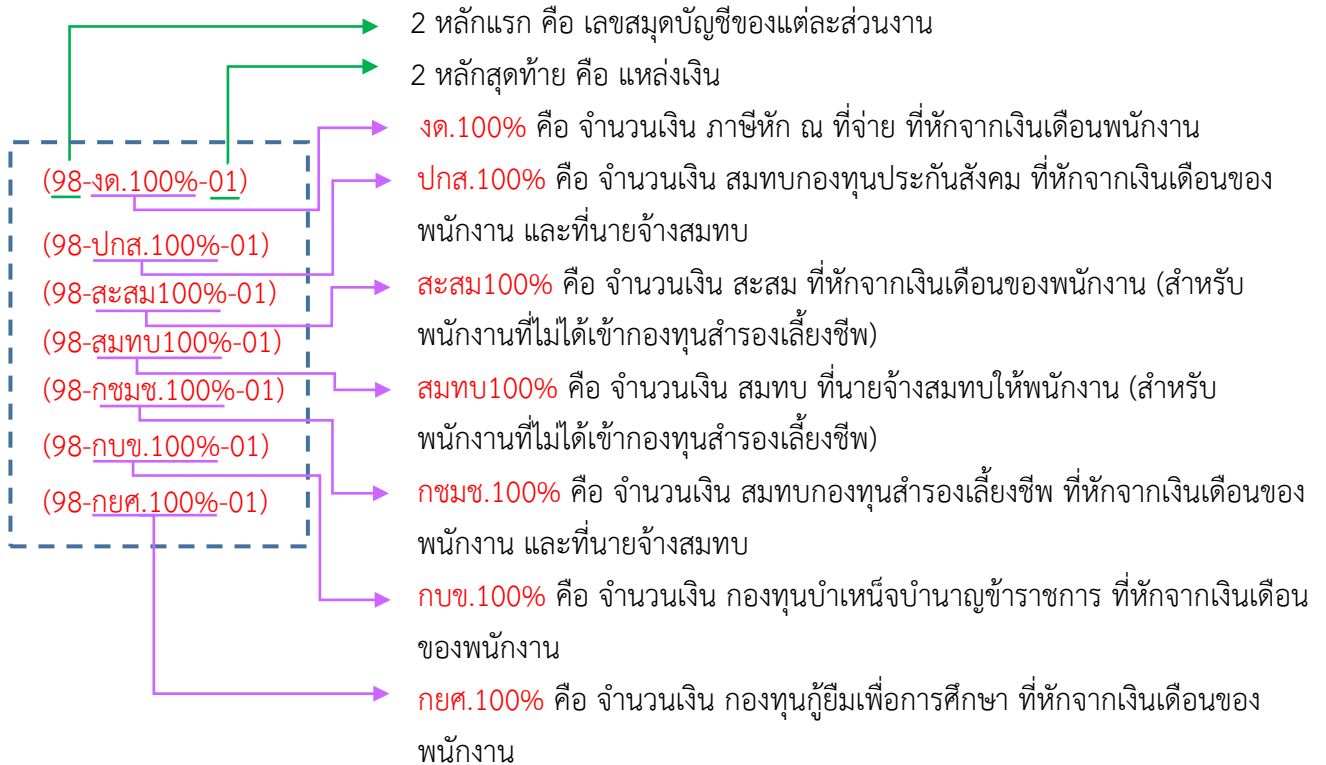 2 หลักแรก คือ เลขสมุดบัญชีของแต่ละส่วนงาน
2 หลักสุดท้าย คือ แหล่งเงิน
(98-งด.100%-01)
(98-ปกส.100%-01)
(98-สะสม100%-01)
(98-สมทบ100%-01)
(98-กชมช.100%-01)
(98-กบข.100%-01)
(98-กยศ.100%-01)
งด.100% คือ จำนวนเงิน ภาษีหัก ณ ที่จ่าย ที่หักจากเงินเดือนพนักงาน
ปกส.100% คือ จำนวนเงิน สมทบกองทุนประกันสังคม ที่หักจากเงินเดือนของ
พนักงาน และที่นายจ้างสมทบ
สะสม100% คือ จำนวนเงิน สะสม ที่หักจากเงินเดือนของพนักงาน (สำหรับ
พนักงานที่ไม่ได้เข้ากองทุนสำรองเลี้ยงชีพ)
สมทบ100% คือ จำนวนเงิน สมทบ ที่นายจ้างสมทบให้พนักงาน (สำหรับ
พนักงานที่ไม่ได้เข้ากองทุนสำรองเลี้ยงชีพ)
กชมช.100% คือ จำนวนเงิน สมทบกองทุนสำรองเลี้ยงชีพ ที่หักจากเงินเดือนของ
พนักงาน และที่นายจ้างสมทบ
กบข.100% คือ จำนวนเงิน กองทุนบำเหน็จบำนาญข้าราชการ ที่หักจากเงินเดือน
ของพนักงาน
กยศ.100% คือ จำนวนเงิน กองทุนกู้ยืมเพื่อการศึกษา ที่หักจากเงินเดือนของ
พนักงาน